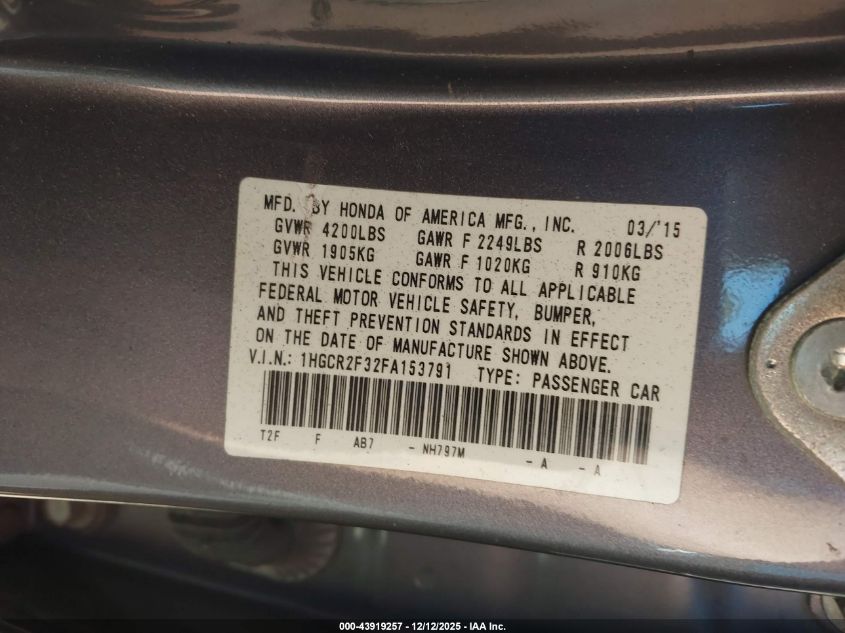 MFD. BY HONDA OF AMERICA MFG., INC. 03/'15
GVWR 4200LBS GAWR F 2249LBS R 2006LBS
GVWR 1905KG GAWR F 1020KG R 910KG
THIS VEHICLE CONFORMS TO ALL APPLICABLE
FEDERAL MOTOR VEHICLE SAFETY, BUMPER,
AND THEFT PREVENTION STANDARDS IN EFFECT
ON THE DATE OF MANUFACTURE SHOWN ABOVE.
V.I.N.: 1HGCR2F32FA153791 TYPE: PASSENGER CAR
T2F F AB7 - NH797M - A - A
000-43919257 - 12/12/2025 - IAA Inc.